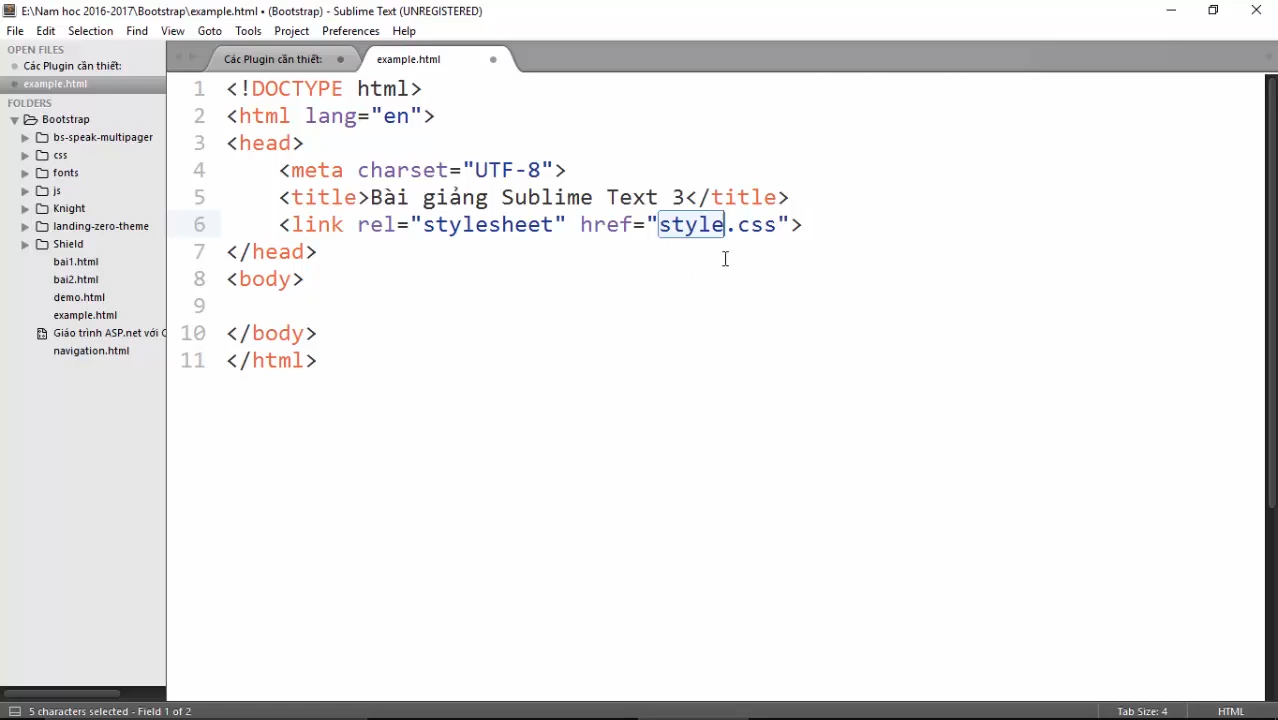 E:\Nam hoc 2016-2017\Bootstrap\example.html • (Bootstrap) - Sublime Text (UNREGISTERED)
File Edit Selection Find View Goto Tools Project Preferences Help
OPEN FILES
Các Plugin cần thiết:
example.html
FOLDERS
Bootstrap
bs-speak-multipager
css
fonts
js
Knight
landing-zero-theme
Shield
bai1.html
bai2.html
demo.html
example.html
Giáo trình ASP.net với C
navigation.html
Các Plugin cần thiết:
example.html
1 <!DOCTYPE html>
2 <html lang="en">
3 <head>
4 <meta charset="UTF-8">
5 <title>Bài giảng Sublime Text 3</title>
6 <link rel="stylesheet" href="style.css">
7 </head>
8 <body>
9
10 </body>
11 </html>
5 characters selected - Field 1 of 2
Tab Size: 4
HTML